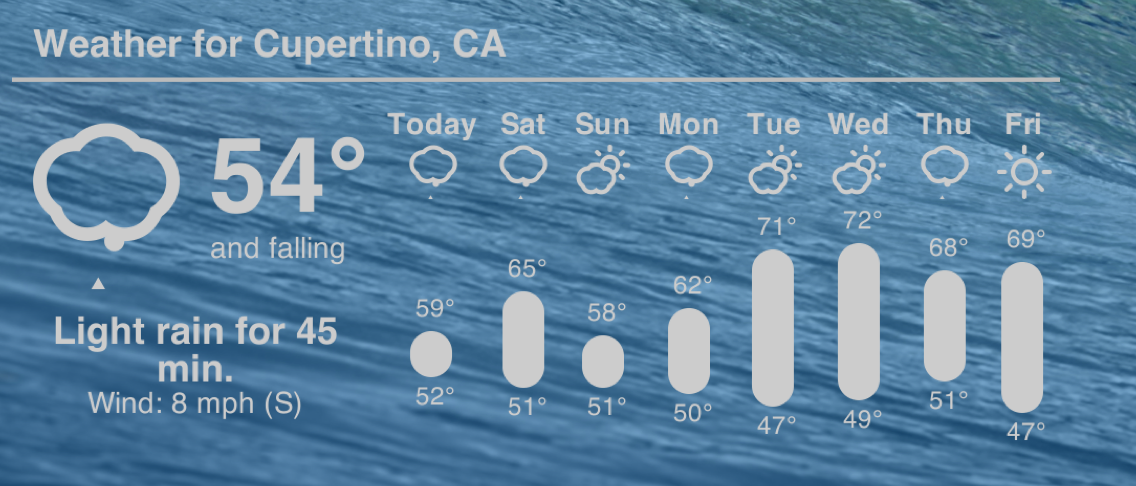 Weather for Cupertino, CA
54°
and falling
Light rain for 45
min.
Wind: 8 mph (S)
Today Sat Sun Mon Tue Wed Thu Fri
59° 65° 58° 62° 71° 72° 68° 69°
52° 51° 51° 50° 47° 49° 51° 47°